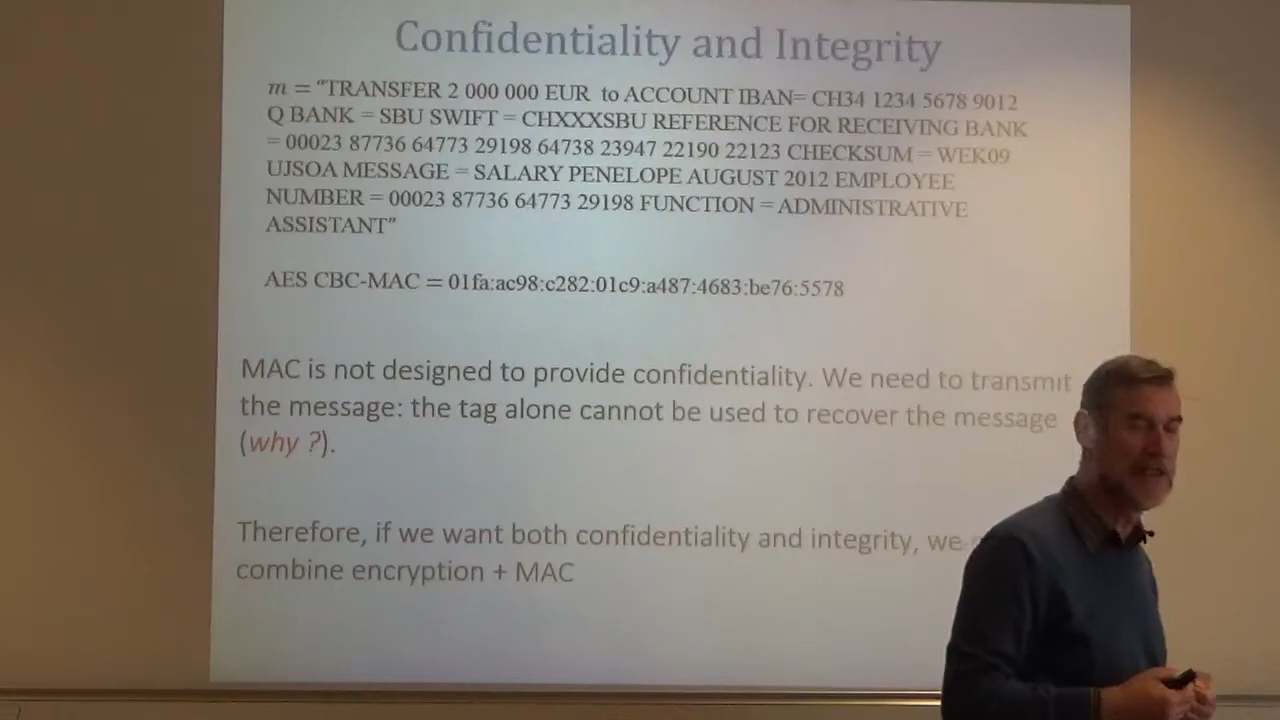 Confidentiality and Integrity
m = “TRANSFER 2 000 000 EUR to ACCOUNT IBAN= CH34 1234 5678 9012
Q BANK = SBU SWIFT = CHXXXSBU REFERENCE FOR RECEIVING BANK
= 00023 87736 64773 29198 64738 23947 22190 22123 CHECKSUM = WEK09
UJSOA MESSAGE = SALARY PENELOPE AUGUST 2012 EMPLOYEE
NUMBER = 00023 87736 64773 29198 FUNCTION = ADMINISTRATIVE
ASSISTANT”
AES CBC-MAC = 01fa:ac98:c282:01c9:a487:4683:be76:5578
MAC is not designed to provide confidentiality. We need to transmit
the message: the tag alone cannot be used to recover the message
(why ?).
Therefore, if we want both confidentiality and integrity, we
combine encryption + MAC